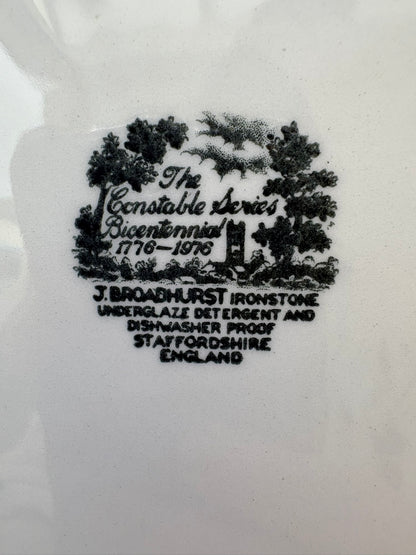 The
Constable Series
Bicentennial
1776–1976
J. BROADHURST IRONSTONE
UNDERGLAZE DETERGENT AND
DISHWASHER PROOF
STAFFORDSHIRE
ENGLAND